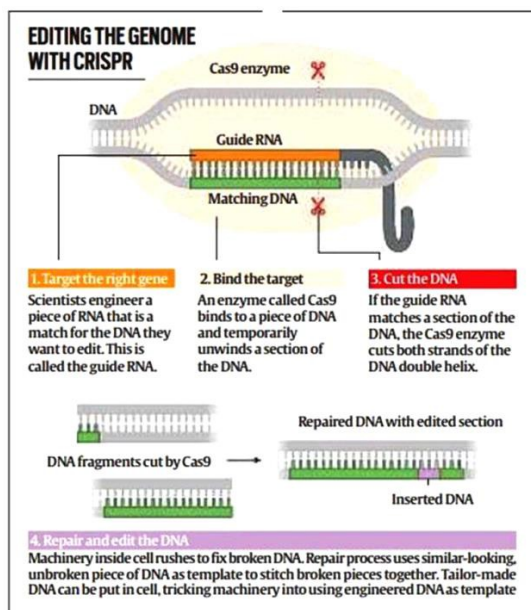 EDITING THE GENOME
WITH CRISPR
Cas9 enzyme
DNA
Guide RNA
Matching DNA
1. Target the right gene
Scientists engineer a
piece of RNA that is a
match for the DNA they
want to edit. This is
called the guide RNA.
2. Bind the target
An enzyme called Cas9
binds to a piece of DNA
and temporarily
unwinds a section of
the DNA.
3. Cut the DNA
If the guide RNA
matches a section of the
DNA, the Cas9 enzyme
cuts both strands of the
DNA double helix.
DNA fragments cut by Cas9
Repaired DNA with edited section
Inserted DNA
4. Repair and edit the DNA
Machinery inside cell rushes to fix broken DNA. Repair process uses similar-looking,
unbroken piece of DNA as template to stitch broken pieces together. Tailor-made
DNA can be put in cell, tricking machinery into using engineered DNA as template